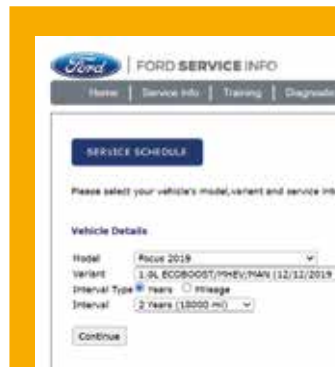 Ford FORD SERVICE INFO
Home | Service Info | Training | Diagnostic
SERVICE SCHEDULE
Please select your vehicle's model, variant and service int
Vehicle Details
Model Focus 2019
Variant 1.0L ECOBOOST/MHEV/MAN (12/12/2019
Interval Type Years Mileage
Interval 2 Years (18000 mi)
Continue